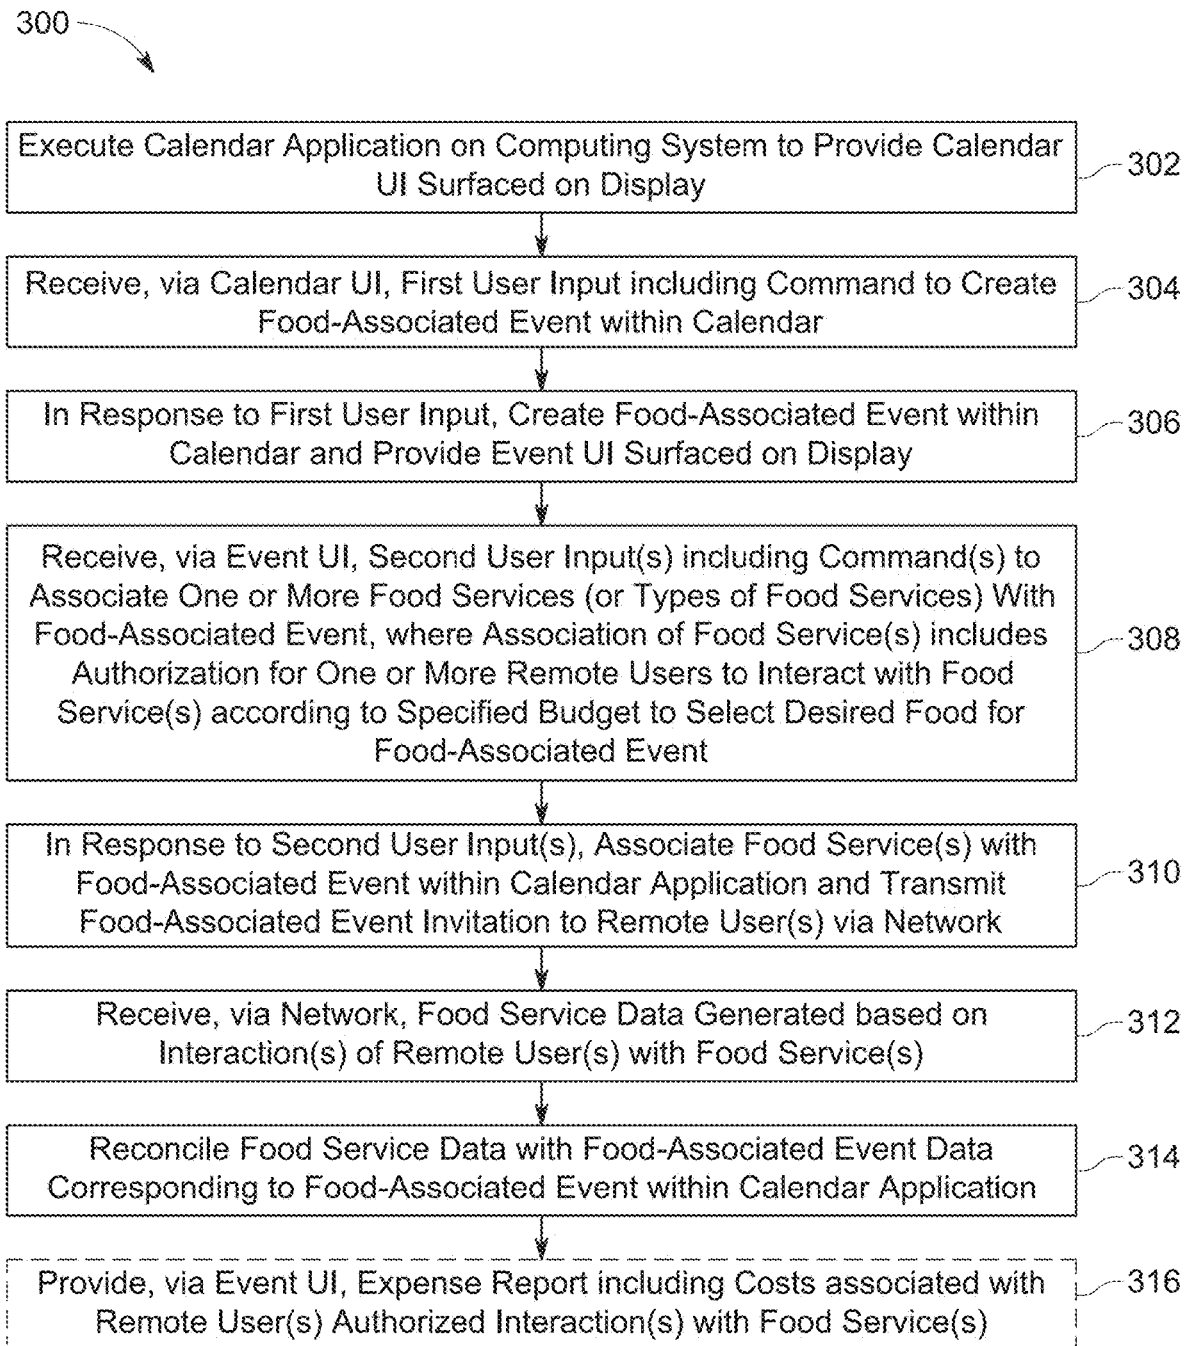 300
Execute Calendar Application on Computing System to Provide Calendar
UI Surfaced on Display
302
Receive, via Calendar UI, First User Input including Command to Create
Food-Associated Event within Calendar
304
In Response to First User Input, Create Food-Associated Event within
Calendar and Provide Event UI Surfaced on Display
306
Receive, via Event UI, Second User Input(s) including Command(s) to
Associate One or More Food Services (or Types of Food Services) With
Food-Associated Event, where Association of Food Service(s) includes
Authorization for One or More Remote Users to Interact with Food
Service(s) according to Specified Budget to Select Desired Food for
Food-Associated Event
308
In Response to Second User Input(s), Associate Food Service(s) with
Food-Associated Event within Calendar Application and Transmit
Food-Associated Event Invitation to Remote User(s) via Network
310
Receive, via Network, Food Service Data Generated based on
Interaction(s) of Remote User(s) with Food Service(s)
312
Reconcile Food Service Data with Food-Associated Event Data
Corresponding to Food-Associated Event within Calendar Application
314
Provide, via Event UI, Expense Report including Costs associated with
Remote User(s) Authorized Interaction(s) with Food Service(s)
316